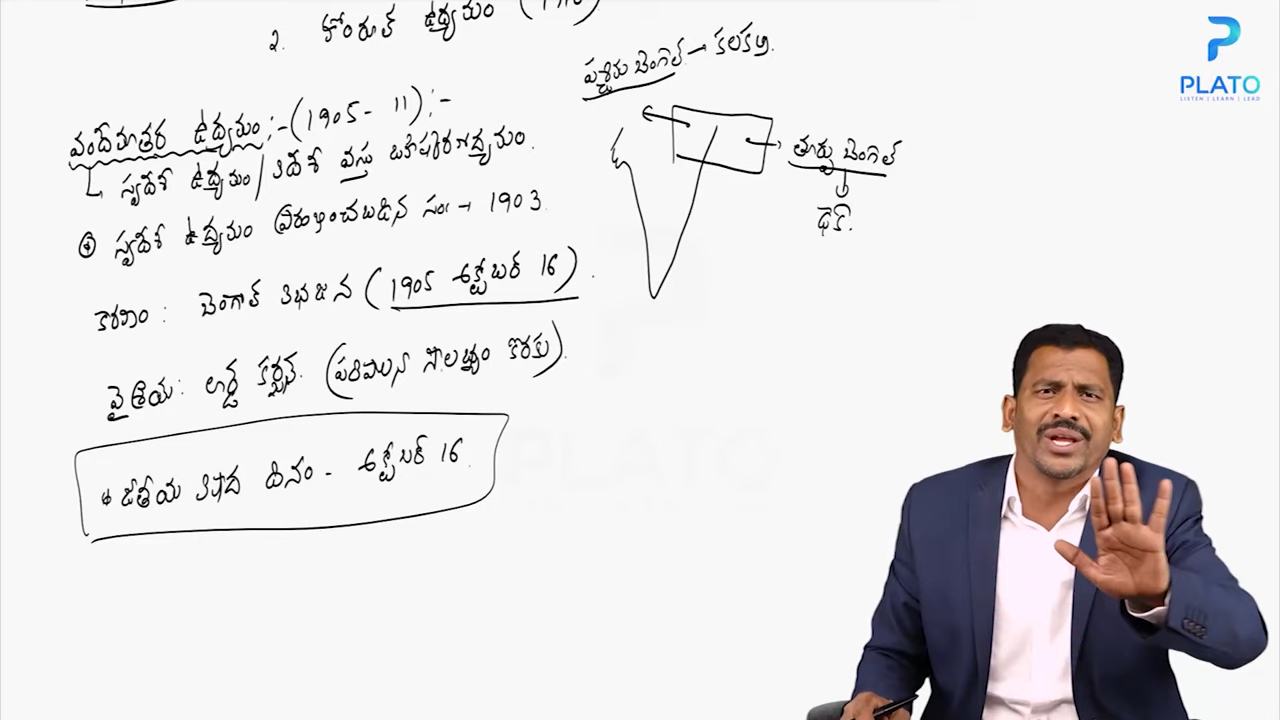 2. హోంరూల్ ఉద్యమం (1916)
వందేమాతర ఉద్యమం :- (1905 - 11) :-
స్వదేశీ ఉద్యమం / విదేశీ వస్తు బహిష్కరణోద్యమం.
స్వదేశీ ఉద్యమం ప్రారంభించబడిన సం: → 1903.
కారణం : బెంగాల్ విభజన (1905 అక్టోబర్ 16).
వైశ్రాయ : లార్డ్ కర్జన్. (పరిపాలన సౌలభ్యం కొరకు).
* జాతీయ విషాద దినం - అక్టోబర్ 16.
పశ్చిమ బెంగాల్ → కలకత్తా.
తూర్పు బెంగాల్
ఢాకా.
PLATO
LISTEN | LEARN | LEAD
PLATO